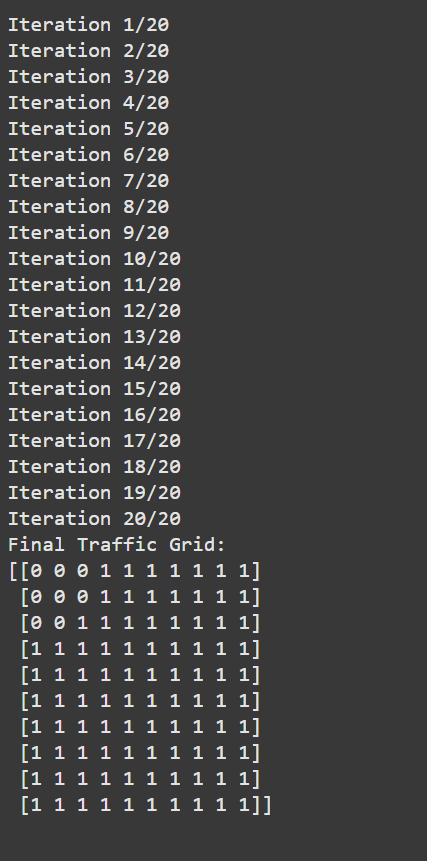 Iteration 1/20
Iteration 2/20
Iteration 3/20
Iteration 4/20
Iteration 5/20
Iteration 6/20
Iteration 7/20
Iteration 8/20
Iteration 9/20
Iteration 10/20
Iteration 11/20
Iteration 12/20
Iteration 13/20
Iteration 14/20
Iteration 15/20
Iteration 16/20
Iteration 17/20
Iteration 18/20
Iteration 19/20
Iteration 20/20
Final Traffic Grid:
[[0 0 0 1 1 1 1 1 1 1]
 [0 0 0 1 1 1 1 1 1 1]
 [0 0 1 1 1 1 1 1 1 1]
 [1 1 1 1 1 1 1 1 1 1]
 [1 1 1 1 1 1 1 1 1 1]
 [1 1 1 1 1 1 1 1 1 1]
 [1 1 1 1 1 1 1 1 1 1]
 [1 1 1 1 1 1 1 1 1 1]
 [1 1 1 1 1 1 1 1 1 1]
 [1 1 1 1 1 1 1 1 1 1]]